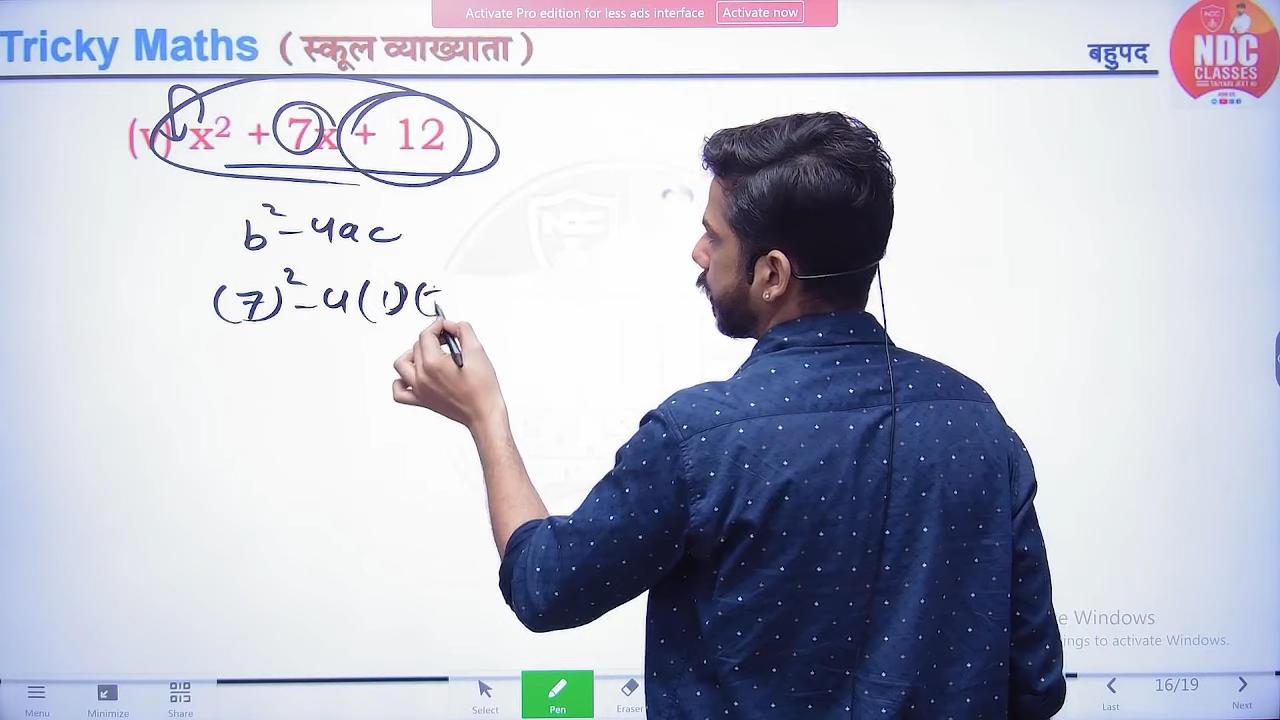 Activate Pro edition for less ads interface Activate now
Tricky Maths ( स्कूल व्याख्याता )
बहुपद
NDC
CLASSES
(v) x² + 7x + 12
b² - 4ac
(7)² - 4(1)(
e Windows
ings to activate Windows.
Menu Minimize Share Select Pen Eraser Last 16/19 Next